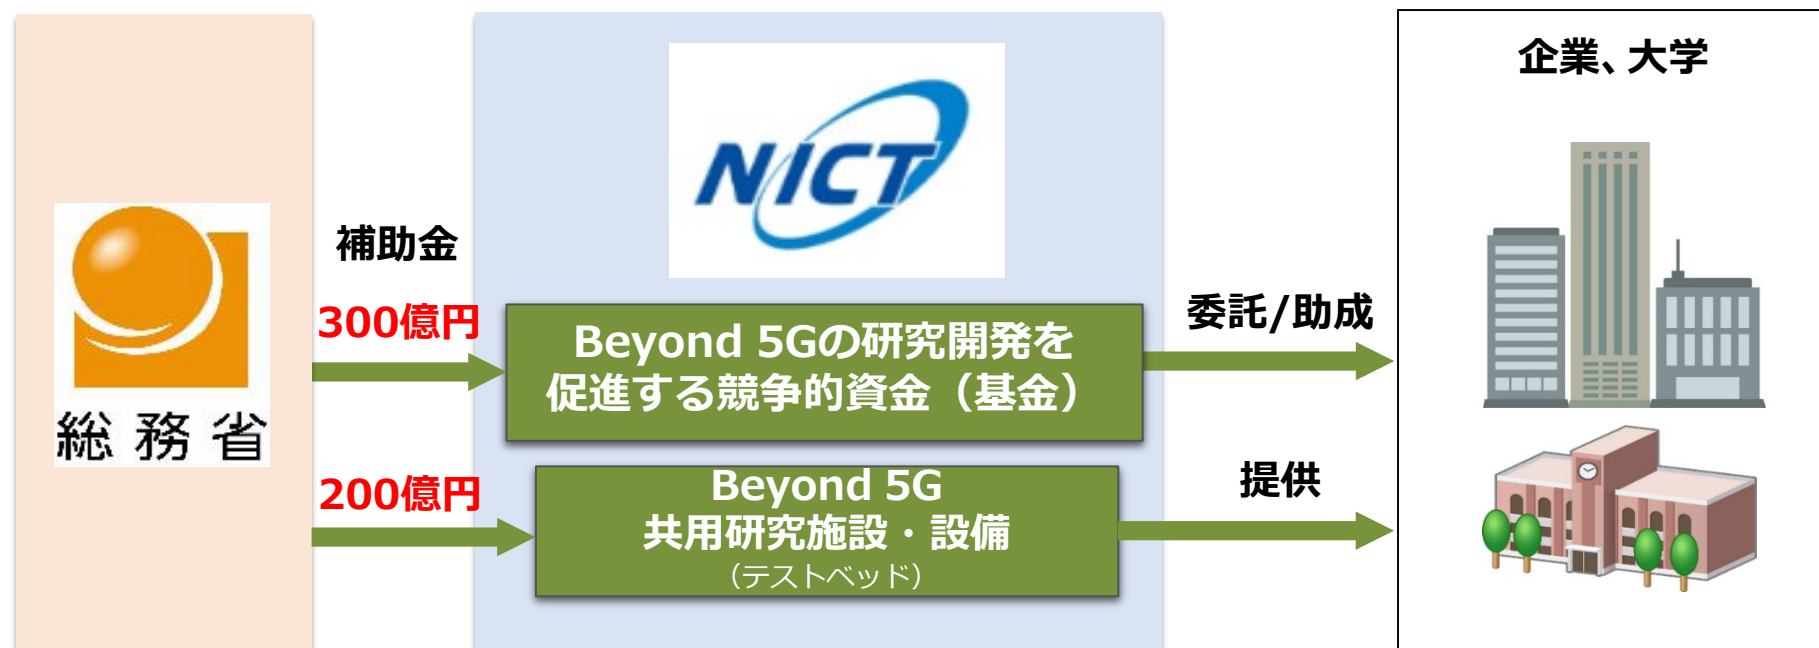 総務省
補助金
300億円
200億円
NICT
Beyond 5Gの研究開発を
促進する競争的資金（基金）
Beyond 5G
共用研究施設・設備
（テストベッド）
委託/助成
提供
企業、大学